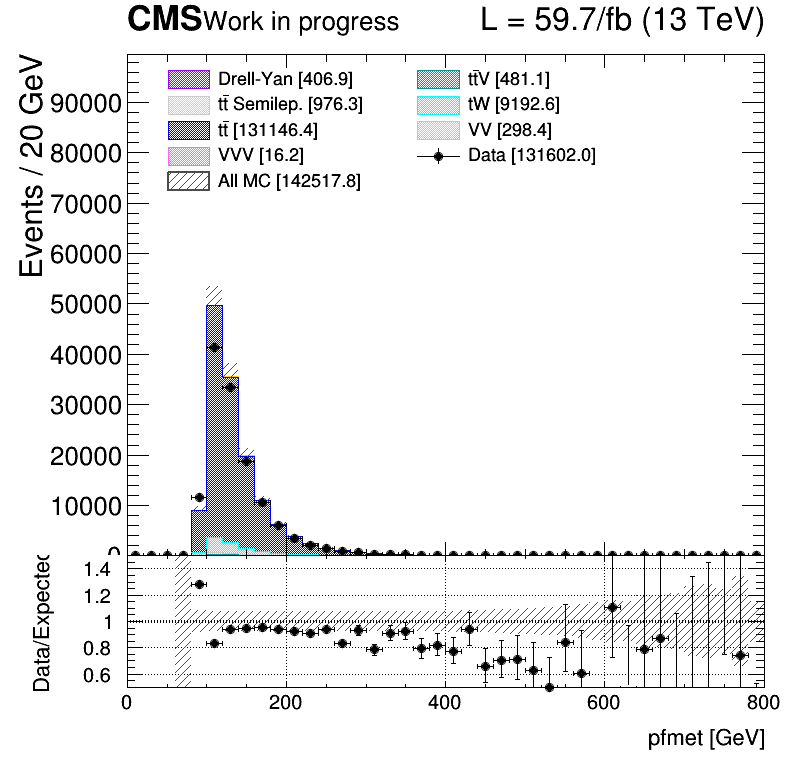 CMS Work in progress L = 59.7/fb (13 TeV)
Events / 20 GeV
Drell-Yan [406.9]
tt̄ Semilep. [976.3]
tt̄ [131146.4]
VVV [16.2]
All MC [142517.8]
tt̄V [481.1]
tW [9192.6]
VV [298.4]
Data [131602.0]
90000
80000
70000
60000
50000
40000
30000
20000
10000
0
Data/Expected
1.4
1.2
1
0.8
0.6
0 200 400 600 800
pfmet [GeV]